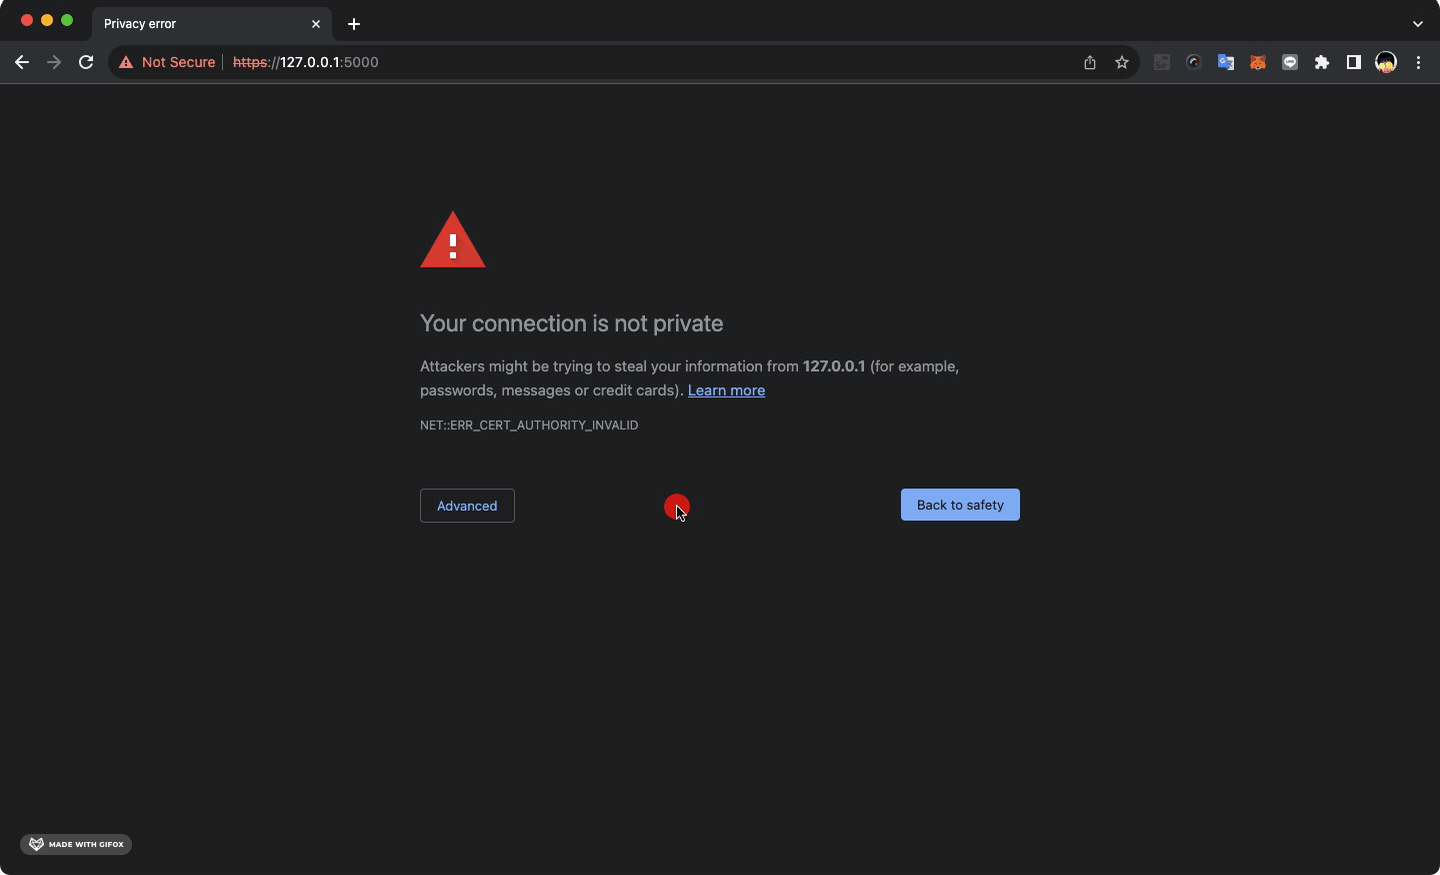 Privacy error
Not Secure https://127.0.0.1:5000
Your connection is not private
Attackers might be trying to steal your information from 127.0.0.1 (for example,
passwords, messages or credit cards). Learn more
NET::ERR_CERT_AUTHORITY_INVALID
Advanced
Back to safety
MADE WITH GIFOX